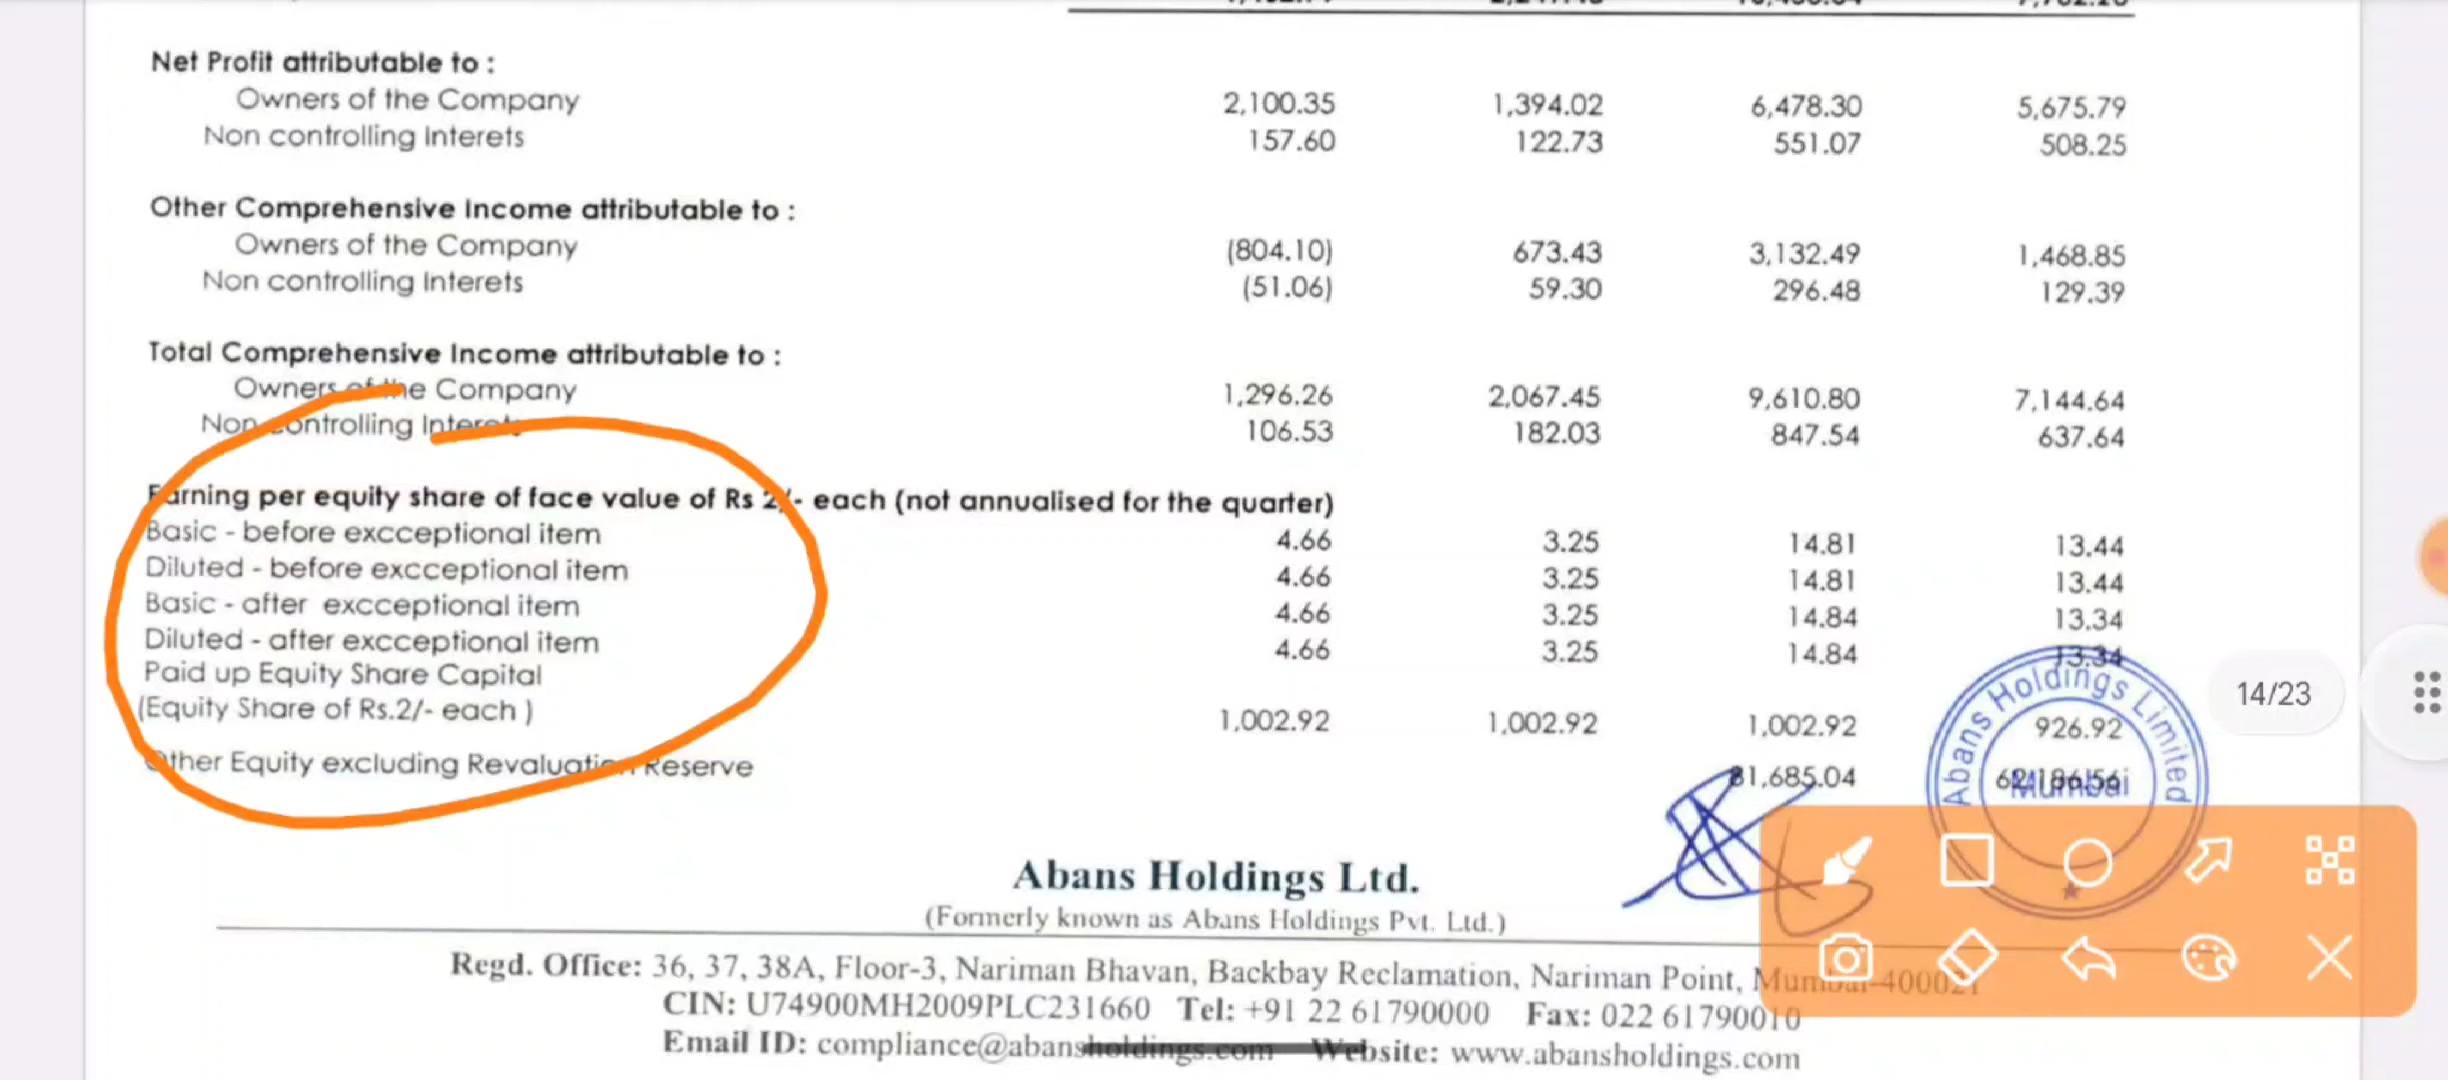 Net Profit attributable to :
Owners of the Company 2,100.35 1,394.02 6,478.30 5,675.79
Non controlling Interets 157.60 122.73 551.07 508.25
Other Comprehensive Income attributable to :
Owners of the Company (804.10) 673.43 3,132.49 1,468.85
Non controlling Interets (51.06) 59.30 296.48 129.39
Total Comprehensive Income attributable to :
Owners of the Company 1,296.26 2,067.45 9,610.80 7,144.64
Non controlling Interets 106.53 182.03 847.54 637.64
Earning per equity share of face value of Rs 2/- each (not annualised for the quarter)
Basic - before excceptional item 4.66 3.25 14.81 13.44
Diluted - before excceptional item 4.66 3.25 14.81 13.44
Basic - after excceptional item 4.66 3.25 14.84 13.34
Diluted - after excceptional item 4.66 3.25 14.84 13.34
Paid up Equity Share Capital
(Equity Share of Rs.2/- each ) 1,002.92 1,002.92 1,002.92 926.92
Other Equity excluding Revaluation Reserve 81,685.04
Abans Holdings Limited
Mumbai
14/23
Abans Holdings Ltd.
(Formerly known as Abans Holdings Pvt. Ltd.)
Regd. Office: 36, 37, 38A, Floor-3, Nariman Bhavan, Backbay Reclamation, Nariman Point, Mumbai-400021
CIN: U74900MH2009PLC231660 Tel: +91 22 61790000 Fax: 022 61790010
Email ID: compliance@abansholdings.com Website: www.abansholdings.com